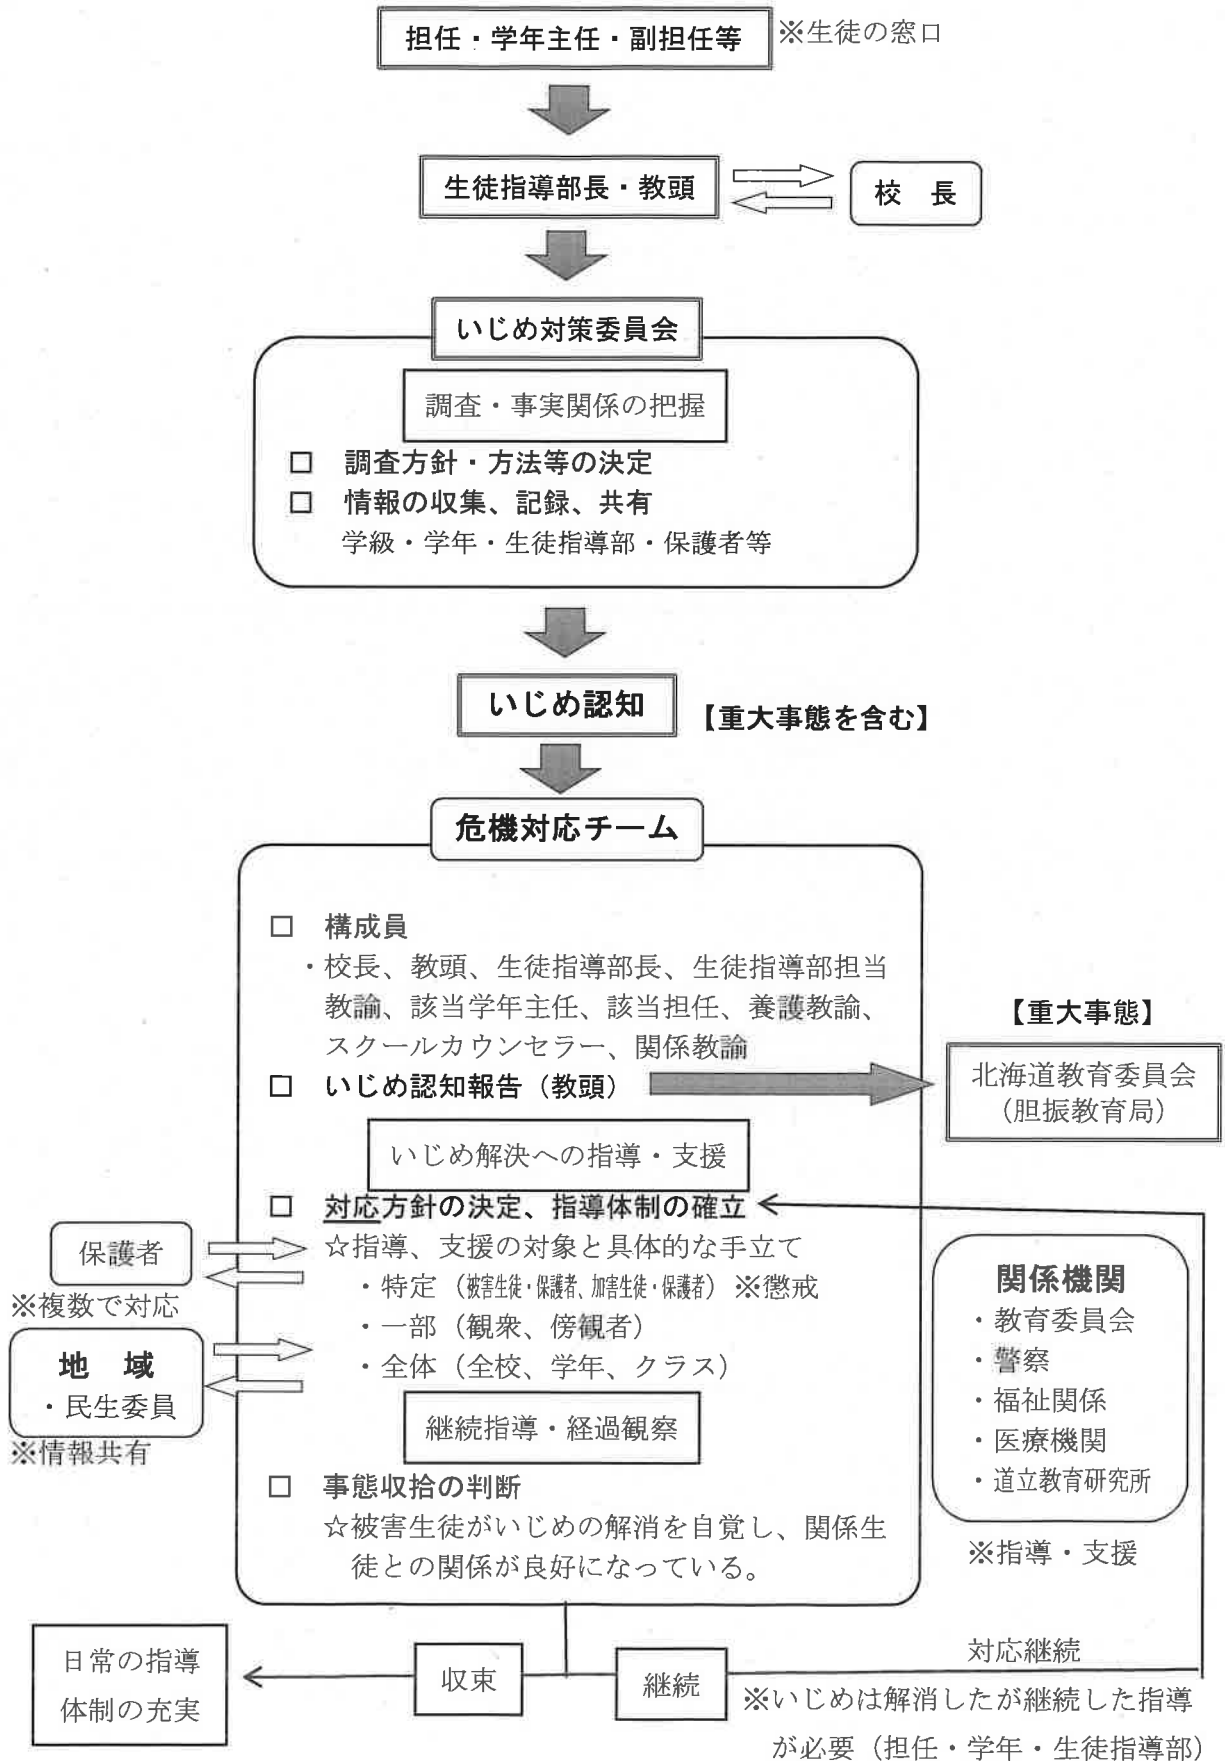 担任・学年主任・副担任等
※生徒の窓口
生徒指導部長・教頭
校　長
いじめ対策委員会
調査・事実関係の把握
□　調査方針・方法等の決定
□　情報の収集、記録、共有
学級・学年・生徒指導部・保護者等
いじめ認知
【重大事態を含む】
危機対応チーム
□　構成員
・校長、教頭、生徒指導部長、生徒指導部担当
教諭、該当学年主任、該当担任、養護教諭、
スクールカウンセラー、関係教諭
□　いじめ認知報告（教頭）
【重大事態】
北海道教育委員会
（胆振教育局）
いじめ解決への指導・支援
□　対応方針の決定、指導体制の確立
☆指導、支援の対象と具体的な手立て
・特定（被害生徒・保護者、加害生徒・保護者）※懲戒
・一部（観衆、傍観者）
・全体（全校、学年、クラス）
保護者
※複数で対応
地　域
・民生委員
※情報共有
関係機関
・教育委員会
・警察
・福祉関係
・医療機関
・道立教育研究所
※指導・支援
継続指導・経過観察
□　事態収拾の判断
☆被害生徒がいじめの解消を自覚し、関係生
徒との関係が良好になっている。
日常の指導
体制の充実
収束
継続
対応継続
※いじめは解消したが継続した指導
が必要（担任・学年・生徒指導部）